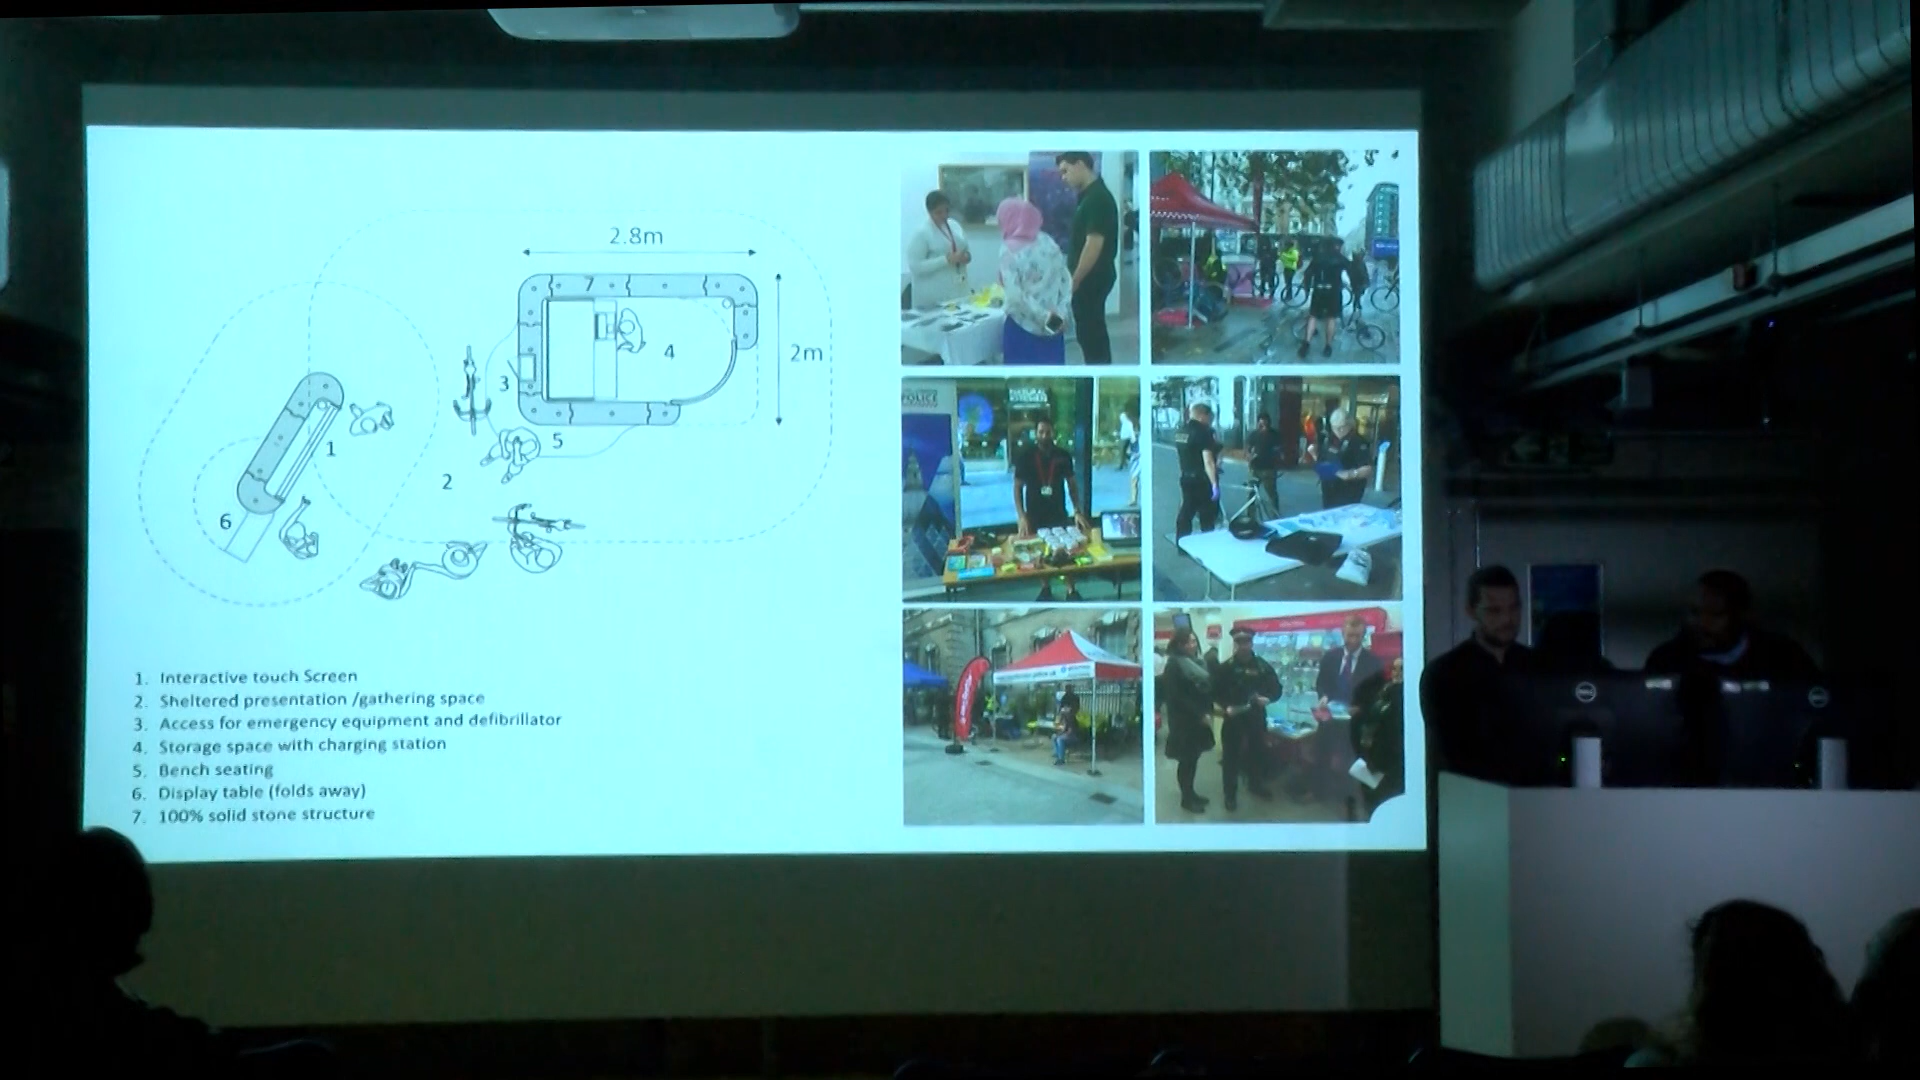 2.8m
7
4
2m
3
5
1
2
6
1. Interactive touch Screen
2. Sheltered presentation /gathering space
3. Access for emergency equipment and defibrillator
4. Storage space with charging station
5. Bench seating
6. Display table (folds away)
7. 100% solid stone structure
POLICE
DELL